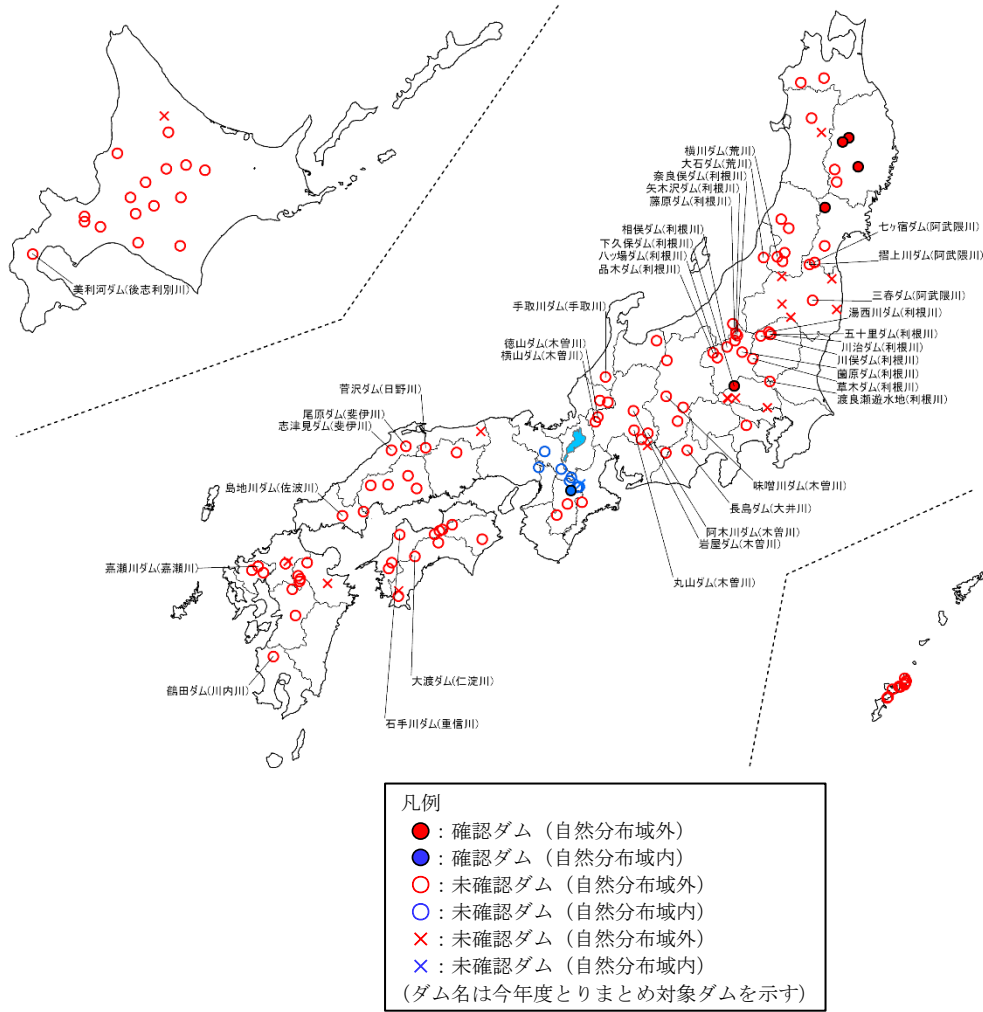 横川ダム(荒川)
大石ダム(荒川)
奈良俣ダム(利根川)
矢木沢ダム(利根川)
藤原ダム(利根川)
相俣ダム(利根川)
下久保ダム(利根川)
八ッ場ダム(利根川)
品木ダム(利根川)
七ヶ宿ダム(阿武隈川)
摺上川ダム(阿武隈川)
三春ダム(阿武隈川)
湯西川ダム(利根川)
五十里ダム(利根川)
川治ダム(利根川)
川俣ダム(利根川)
薗原ダム(利根川)
草木ダム(利根川)
渡良瀬遊水地(利根川)
美利河ダム(後志利別川)
手取川ダム(手取川)
徳山ダム(木曽川)
横山ダム(木曽川)
菅沢ダム(日野川)
尾原ダム(斐伊川)
志津見ダム(斐伊川)
島地川ダム(佐波川)
嘉瀬川ダム(嘉瀬川)
鶴田ダム(川内川)
大渡ダム(仁淀川)
石手川ダム(重信川)
味噌川ダム(木曽川)
長島ダム(大井川)
阿木川ダム(木曽川)
岩屋ダム(木曽川)
丸山ダム(木曽川)
凡例
：確認ダム（自然分布域外）
：確認ダム（自然分布域内）
：未確認ダム（自然分布域外）
：未確認ダム（自然分布域内）
：未確認ダム（自然分布域外）
：未確認ダム（自然分布域内）
(ダム名は今年度とりまとめ対象ダムを示す)